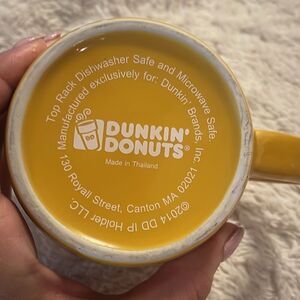 Top Rack Dishwasher Safe and Microwave Safe
Manufactured exclusively for: Dunkin' Brands, Inc.
DD
DUNKIN'
DONUTS®
Made in Thailand
130 Royall Street, Canton MA 02021
©2014 DD IP Holder LLC.